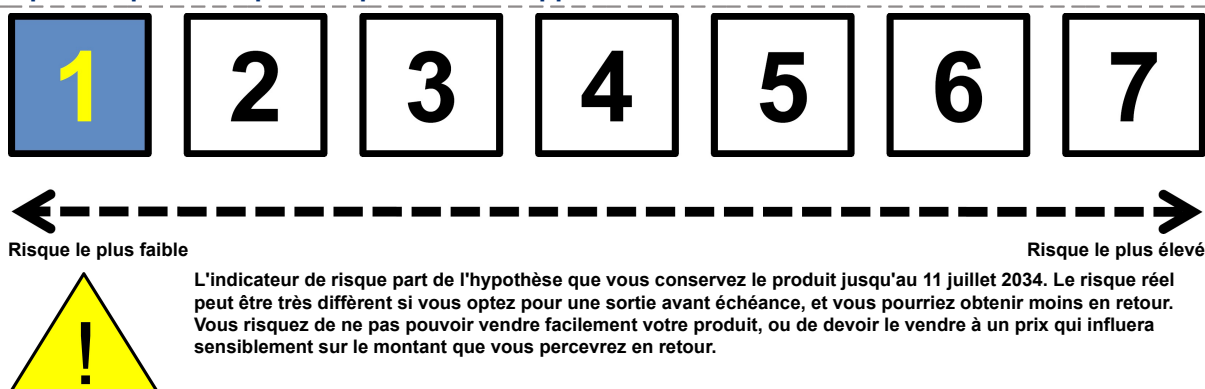 1 2 3 4 5 6 7
Risque le plus faible Risque le plus élevé
L'indicateur de risque part de l'hypothèse que vous conservez le produit jusqu'au 11 juillet 2034. Le risque réel
peut être très diffèrent si vous optez pour une sortie avant échéance, et vous pourriez obtenir moins en retour.
Vous risquez de ne pas pouvoir vendre facilement votre produit, ou de devoir le vendre à un prix qui influera
sensiblement sur le montant que vous percevrez en retour.
!